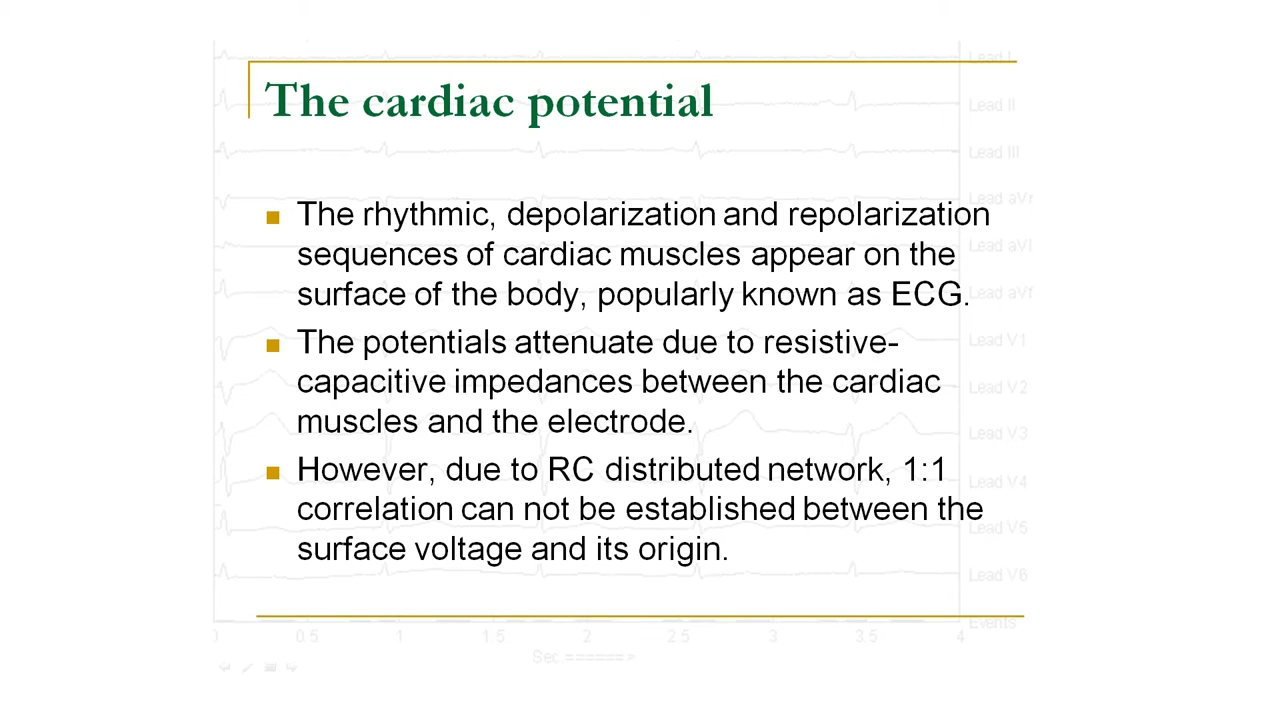 The cardiac potential
The rhythmic, depolarization and repolarization
sequences of cardiac muscles appear on the
surface of the body, popularly known as ECG.
The potentials attenuate due to resistive-
capacitive impedances between the cardiac
muscles and the electrode.
However, due to RC distributed network, 1:1
correlation can not be established between the
surface voltage and its origin.
Lead I
Lead II
Lead III
Lead aVr
Lead aVl
Lead aVf
Lead V1
Lead V2
Lead V3
Lead V4
Lead V5
Lead V6
Events
0 0.5 1 1.5 2 2.5 3 3.5 4
Sec ======>